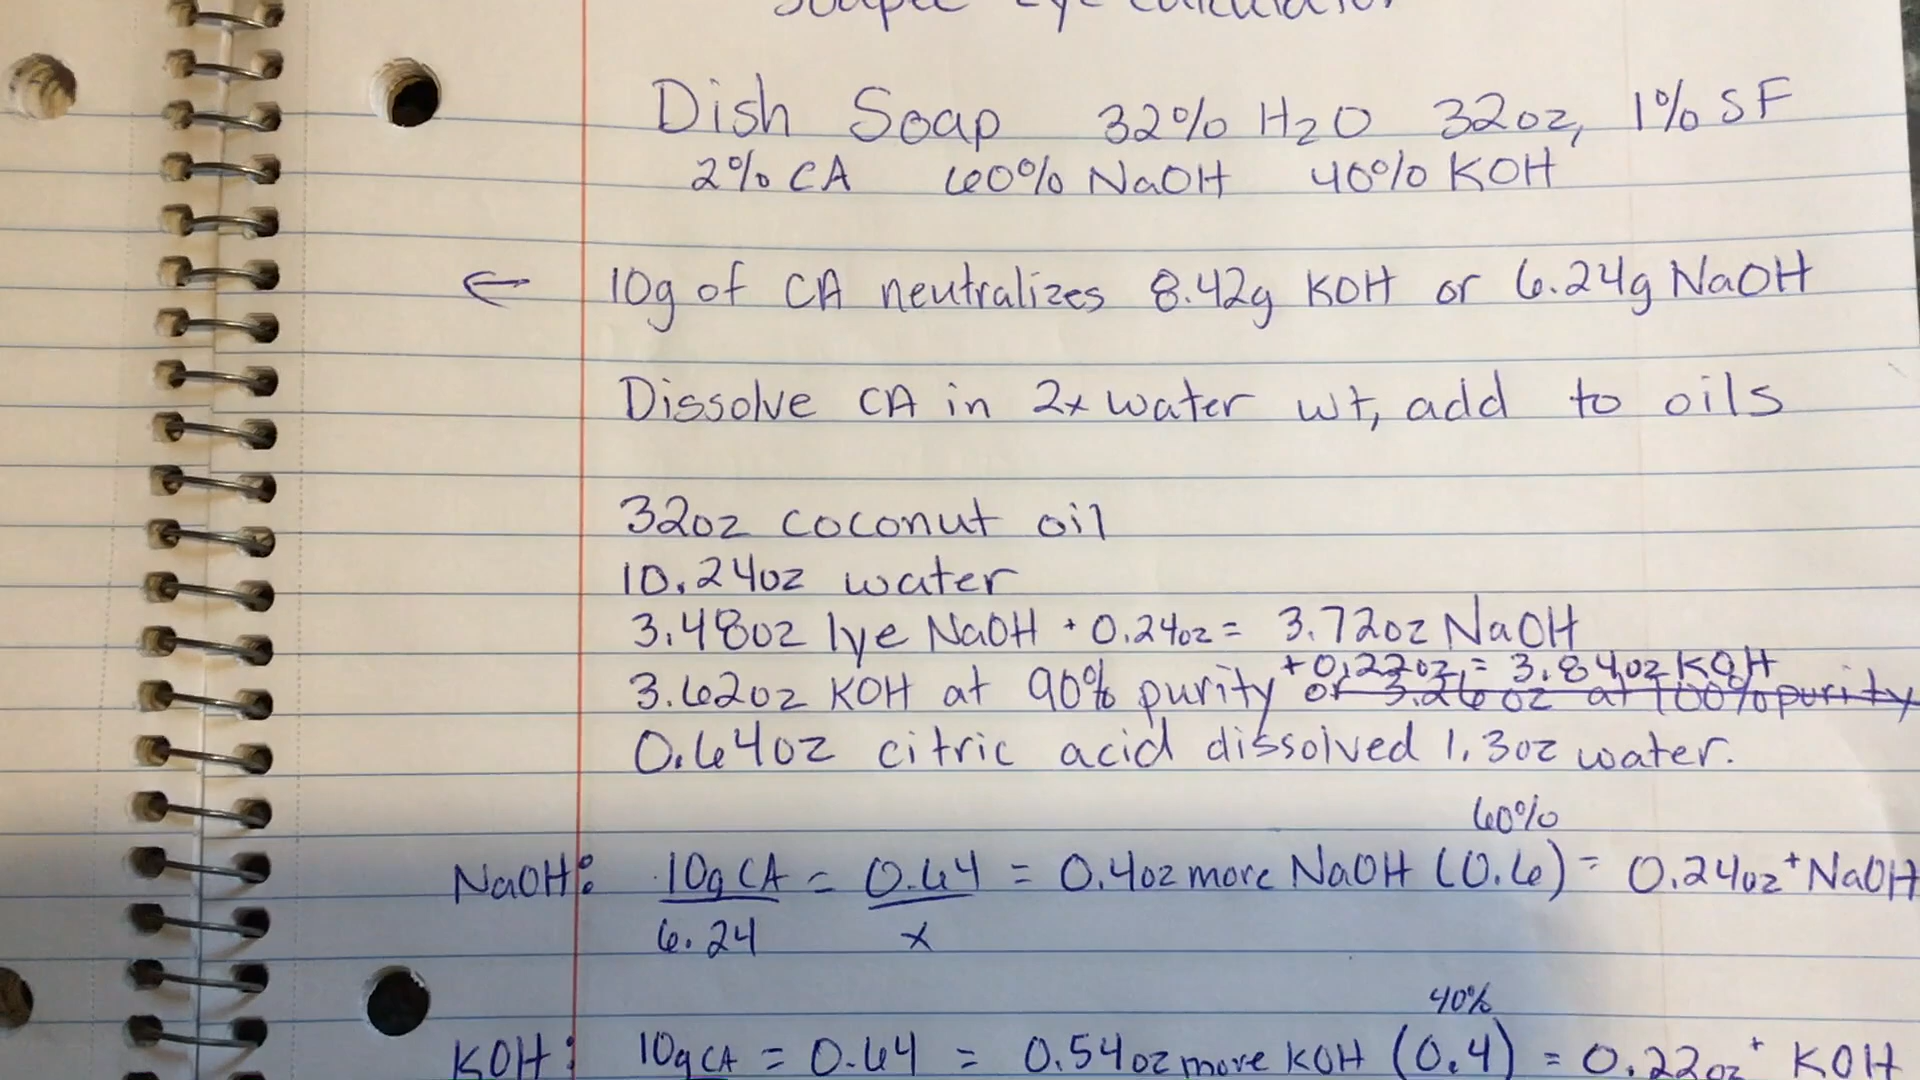 Soapee Lye Calculator
Dish Soap 32% H2O 32oz, 1% SF
2% CA 60% NaOH 40% KOH
← 10g of CA neutralizes 8.42g KOH or 6.24g NaOH
Dissolve CA in 2x water wt, add to oils
32oz coconut oil
10.24oz water
3.48oz lye NaOH + 0.24oz = 3.72oz NaOH
+0.22oz = 3.84oz KOH
3.62oz KOH at 90% purity or 3.26oz at 100% purity
0.64oz citric acid dissolved 1.3oz water.
60%
NaOH: 10g CA = 0.64 = 0.4oz more NaOH (0.6) = 0.24oz + NaOH
6.24 x
40%
KOH: 10g CA = 0.64 = 0.54oz more KOH (0.4) = 0.22oz + KOH